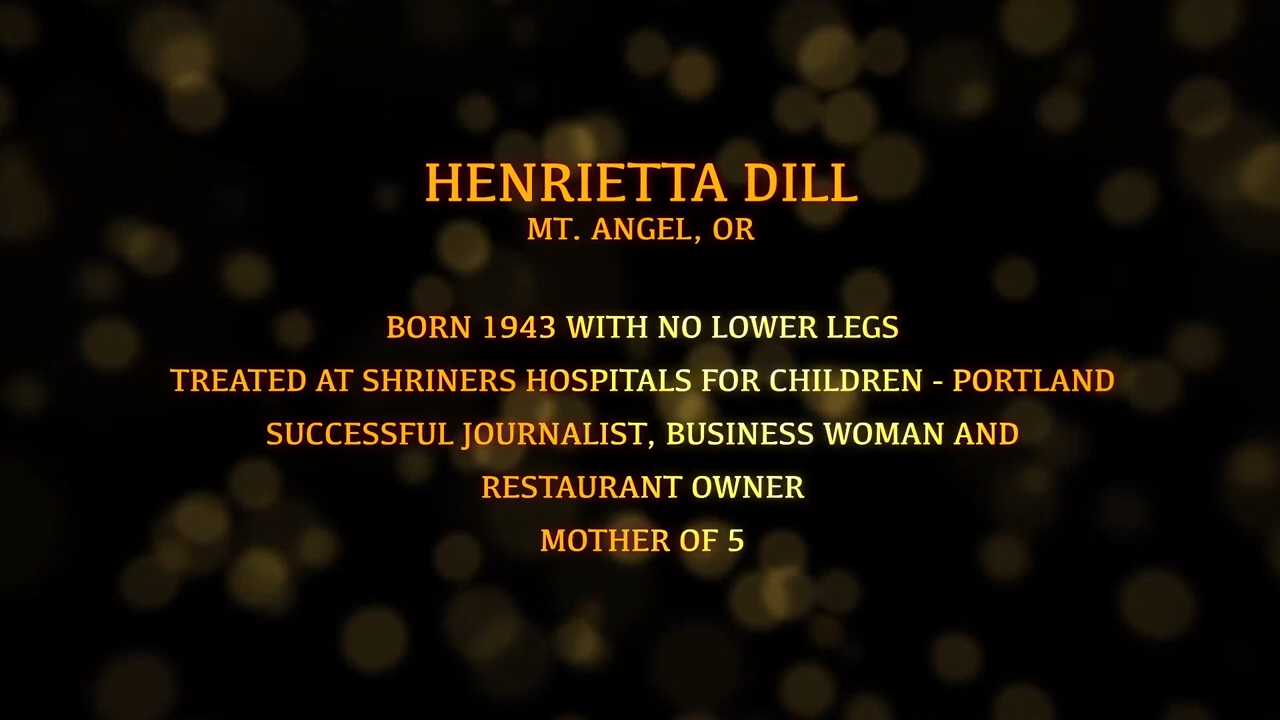 HENRIETTA DILL
MT. ANGEL, OR
BORN 1943 WITH NO LOWER LEGS
TREATED AT SHRINERS HOSPITALS FOR CHILDREN - PORTLAND
SUCCESSFUL JOURNALIST, BUSINESS WOMAN AND
RESTAURANT OWNER
MOTHER OF 5